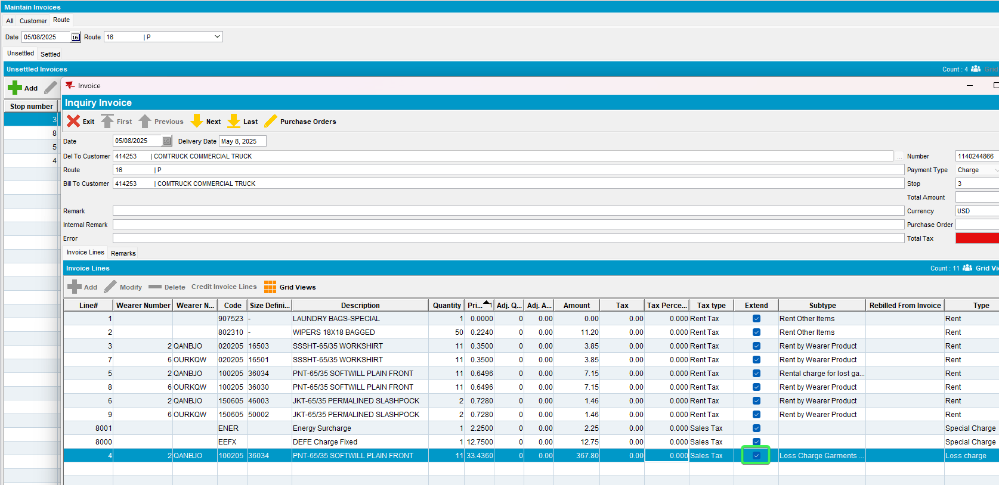 Maintain Invoices
All Customer Route
Date 05/08/2025 16 Route 16 | P
Unsettled Settled
Unsettled Invoices Count : 4 Grid
Add
Invoice
Stop number
3
8
5
4
Inquiry Invoice
Exit First Previous Next Last Purchase Orders
Date 05/08/2025 16 Delivery Date May 8, 2025
Del To Customer 414253 | COMTRUCK COMMERCIAL TRUCK ... Number 1140244866
Route 16 | P Payment Type Charge
Bill To Customer 414253 | COMTRUCK COMMERCIAL TRUCK Stop 3
Total Amount
Remark Currency USD
Internal Remark Purchase Order
Error Total Tax
Invoice Lines Remarks
Invoice Lines Count : 11 Grid Vi
Add Modify Delete Credit Invoice Lines Grid Views
Line# Wearer Number Wearer N... Code Size Defini... Description Quantity Pri... 1 Adj. Q... Adj. A... Amount Tax Tax Perce... Tax type Extend Subtype Rebilled From Invoice Type
1 907523 - LAUNDRY BAGS-SPECIAL 1 0.0000 0 0.00 0.00 0.00 0.000 Rent Tax Rent Other Items Rent
2 802310 - WIPERS 18X18 BAGGED 50 0.2240 0 0.00 11.20 0.00 0.000 Rent Tax Rent Other Items Rent
3 2 QANBJO 020205 16503 SSSHT-65/35 WORKSHIRT 11 0.3500 0 0.00 3.85 0.00 0.000 Rent Tax Rent by Wearer Product Rent
7 6 OURKQW 020205 16501 SSSHT-65/35 WORKSHIRT 11 0.3500 0 0.00 3.85 0.00 0.000 Rent Tax Rent by Wearer Product Rent
5 2 QANBJO 100205 36034 PNT-65/35 SOFTWILL PLAIN FRONT 11 0.6496 0 0.00 7.15 0.00 0.000 Rent Tax Rental charge for lost ga... Rent
8 6 OURKQW 100205 36030 PNT-65/35 SOFTWILL PLAIN FRONT 11 0.6496 0 0.00 7.15 0.00 0.000 Rent Tax Rent by Wearer Product Rent
6 2 QANBJO 150605 46003 JKT-65/35 PERMALINED SLASHPOCK 2 0.7280 0 0.00 1.46 0.00 0.000 Rent Tax Rent by Wearer Product Rent
9 6 OURKQW 150605 50002 JKT-65/35 PERMALINED SLASHPOCK 2 0.7280 0 0.00 1.46 0.00 0.000 Rent Tax Rent by Wearer Product Rent
8001 ENER Energy Surcharge 1 2.2500 0 0.00 2.25 0.00 0.000 Sales Tax Special Charge
8000 EEFX DEFE Charge Fixed 1 12.7500 0 0.00 12.75 0.00 0.000 Sales Tax Special Charge
4 2 QANBJO 100205 36034 PNT-65/35 SOFTWILL PLAIN FRONT 11 33.4360 0 0.00 367.80 0.00 0.000 Sales Tax Loss Charge Garments ... Loss charge